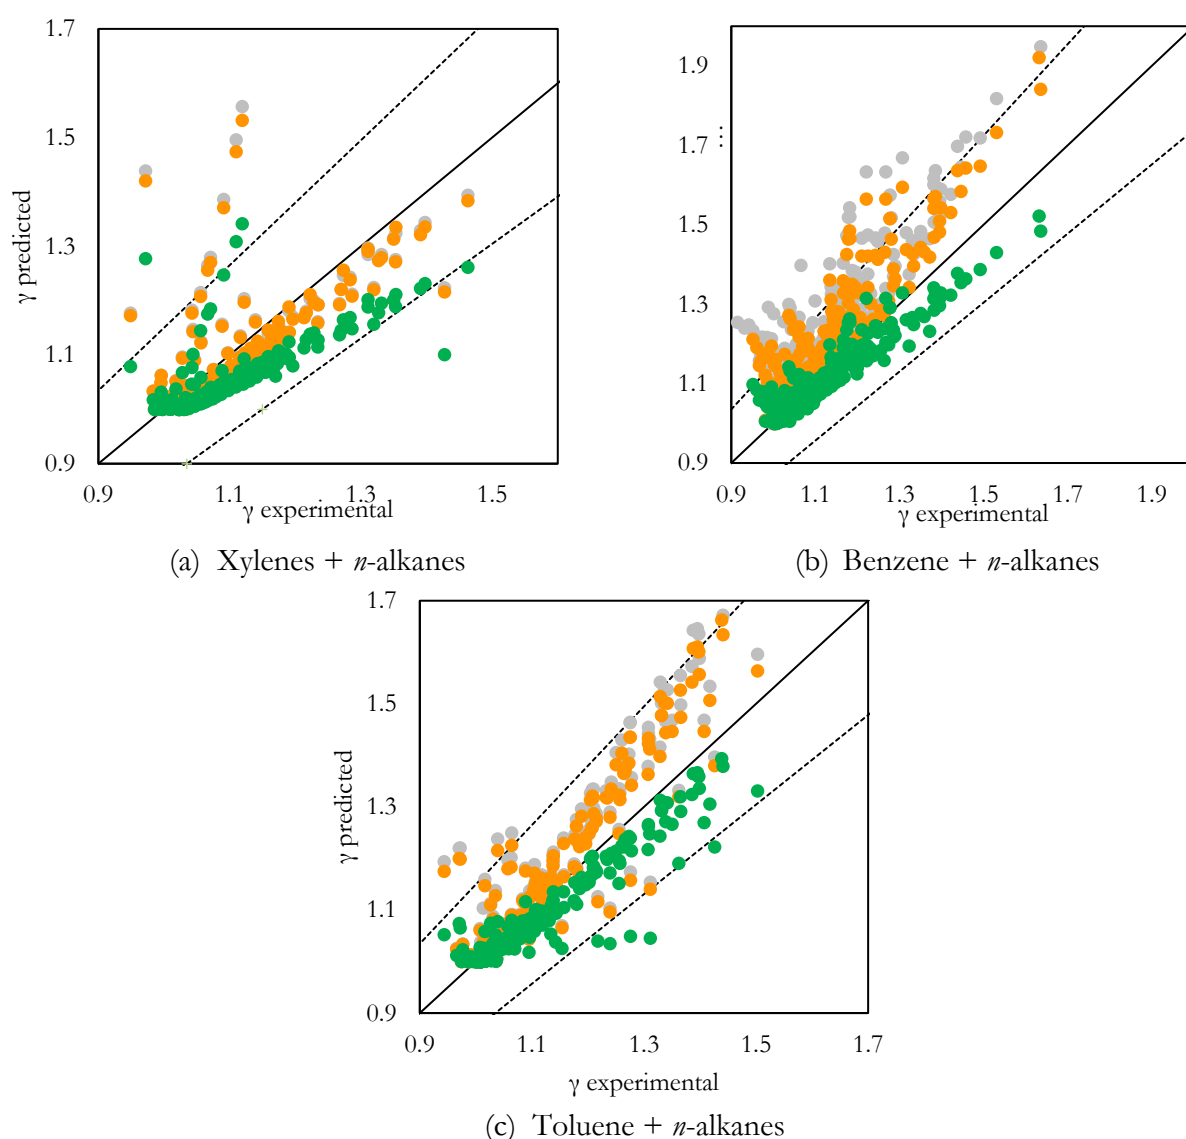 1.7
1.5
1.3
1.1
0.9
γ predicted
0.9 1.1 1.3 1.5
γ experimental
(a) Xylenes + n-alkanes
1.9
1.7
1.5
1.3
1.1
0.9
...
0.9 1.1 1.3 1.5 1.7 1.9
γ experimental
(b) Benzene + n-alkanes
1.7
1.5
1.3
1.1
0.9
γ predicted
0.9 1.1 1.3 1.5 1.7
γ experimental
(c) Toluene + n-alkanes